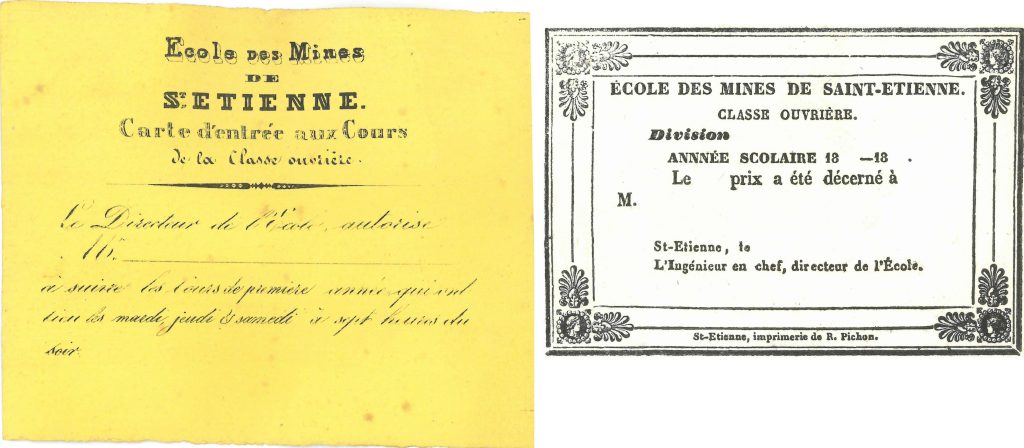 Ecole des Mines
DE
ST. ETIENNE.
Carte d'entrée aux Cours
de la Classe ouvrière.
Le Directeur de l'École, autorise
Mr.
à suivre les Cours de première année qui ont
lieu les mardi, jeudi & samedi à sept heures du
soir.
ÉCOLE DES MINES DE SAINT-ETIENNE.
CLASSE OUVRIÈRE.
Division
ANNNÉE SCOLAIRE 18 —18 .
Le prix a été décerné à
M.
St-Etienne, le
L'Ingénieur en chef, directeur de l'École.
St-Etienne, imprimerie de R. Pichon.